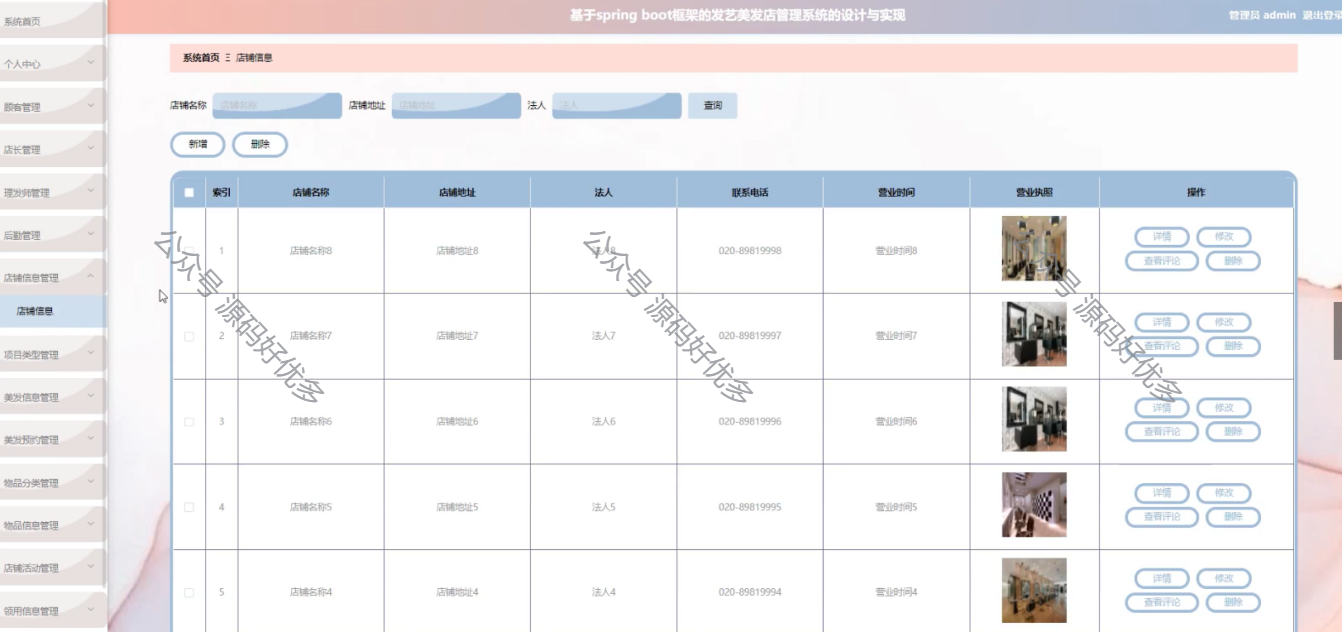 基于spring boot框架的发艺美发店管理系统的设计与实现
管理员 admin 退出登录
系统首页
个人中心
顾客管理
店长管理
理发师管理
后勤管理
店铺信息管理
店铺信息
项目类型管理
美发信息管理
美发预约管理
物品分类管理
物品信息管理
店铺活动管理
领用信息管理
系统首页 Ξ 店铺信息
店铺名称 店铺名称 店铺地址 店铺地址 法人 法人 查询
新增 删除
索引 店铺名称 店铺地址 法人 联系电话 营业时间 营业执照 操作
1 店铺名称8 店铺地址8 法人8 020-89819998 营业时间8 详情 修改
查看评论 删除
2 店铺名称7 店铺地址7 法人7 020-89819997 营业时间7 详情 修改
查看评论 删除
3 店铺名称6 店铺地址6 法人6 020-89819996 营业时间6 详情 修改
查看评论 删除
4 店铺名称5 店铺地址5 法人5 020-89819995 营业时间5 详情 修改
查看评论 删除
5 店铺名称4 店铺地址4 法人4 020-89819994 营业时间4 详情 修改
查看评论 删除
公众号 源码好优多
公众号 源码好优多
号 源码好优多